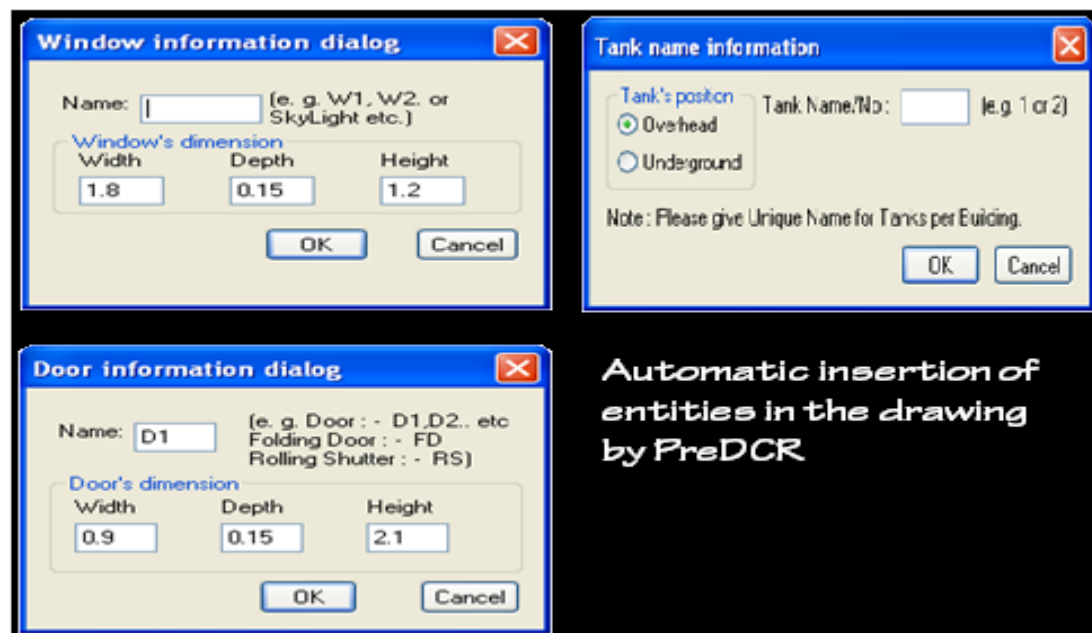 Window information dialog
Name:
(e. g. W1, W2. or
SkyLight etc.)
Window's dimension
Width Depth Height
1.8 0.15 1.2
OK Cancel
Tank name information
Tank's position
Overhead
Underground
Tank Name/No: (e.g. 1 or 2)
Note : Please give Unique Name for Tanks per Building.
OK Cancel
Door information dialog
Name: D1
(e. g. Door : - D1,D2.. etc
Folding Door : - FD
Rolling Shutter : - RS)
Door's dimension
Width Depth Height
0.9 0.15 2.1
OK Cancel
Automatic insertion of
entities in the drawing
by PreDCR